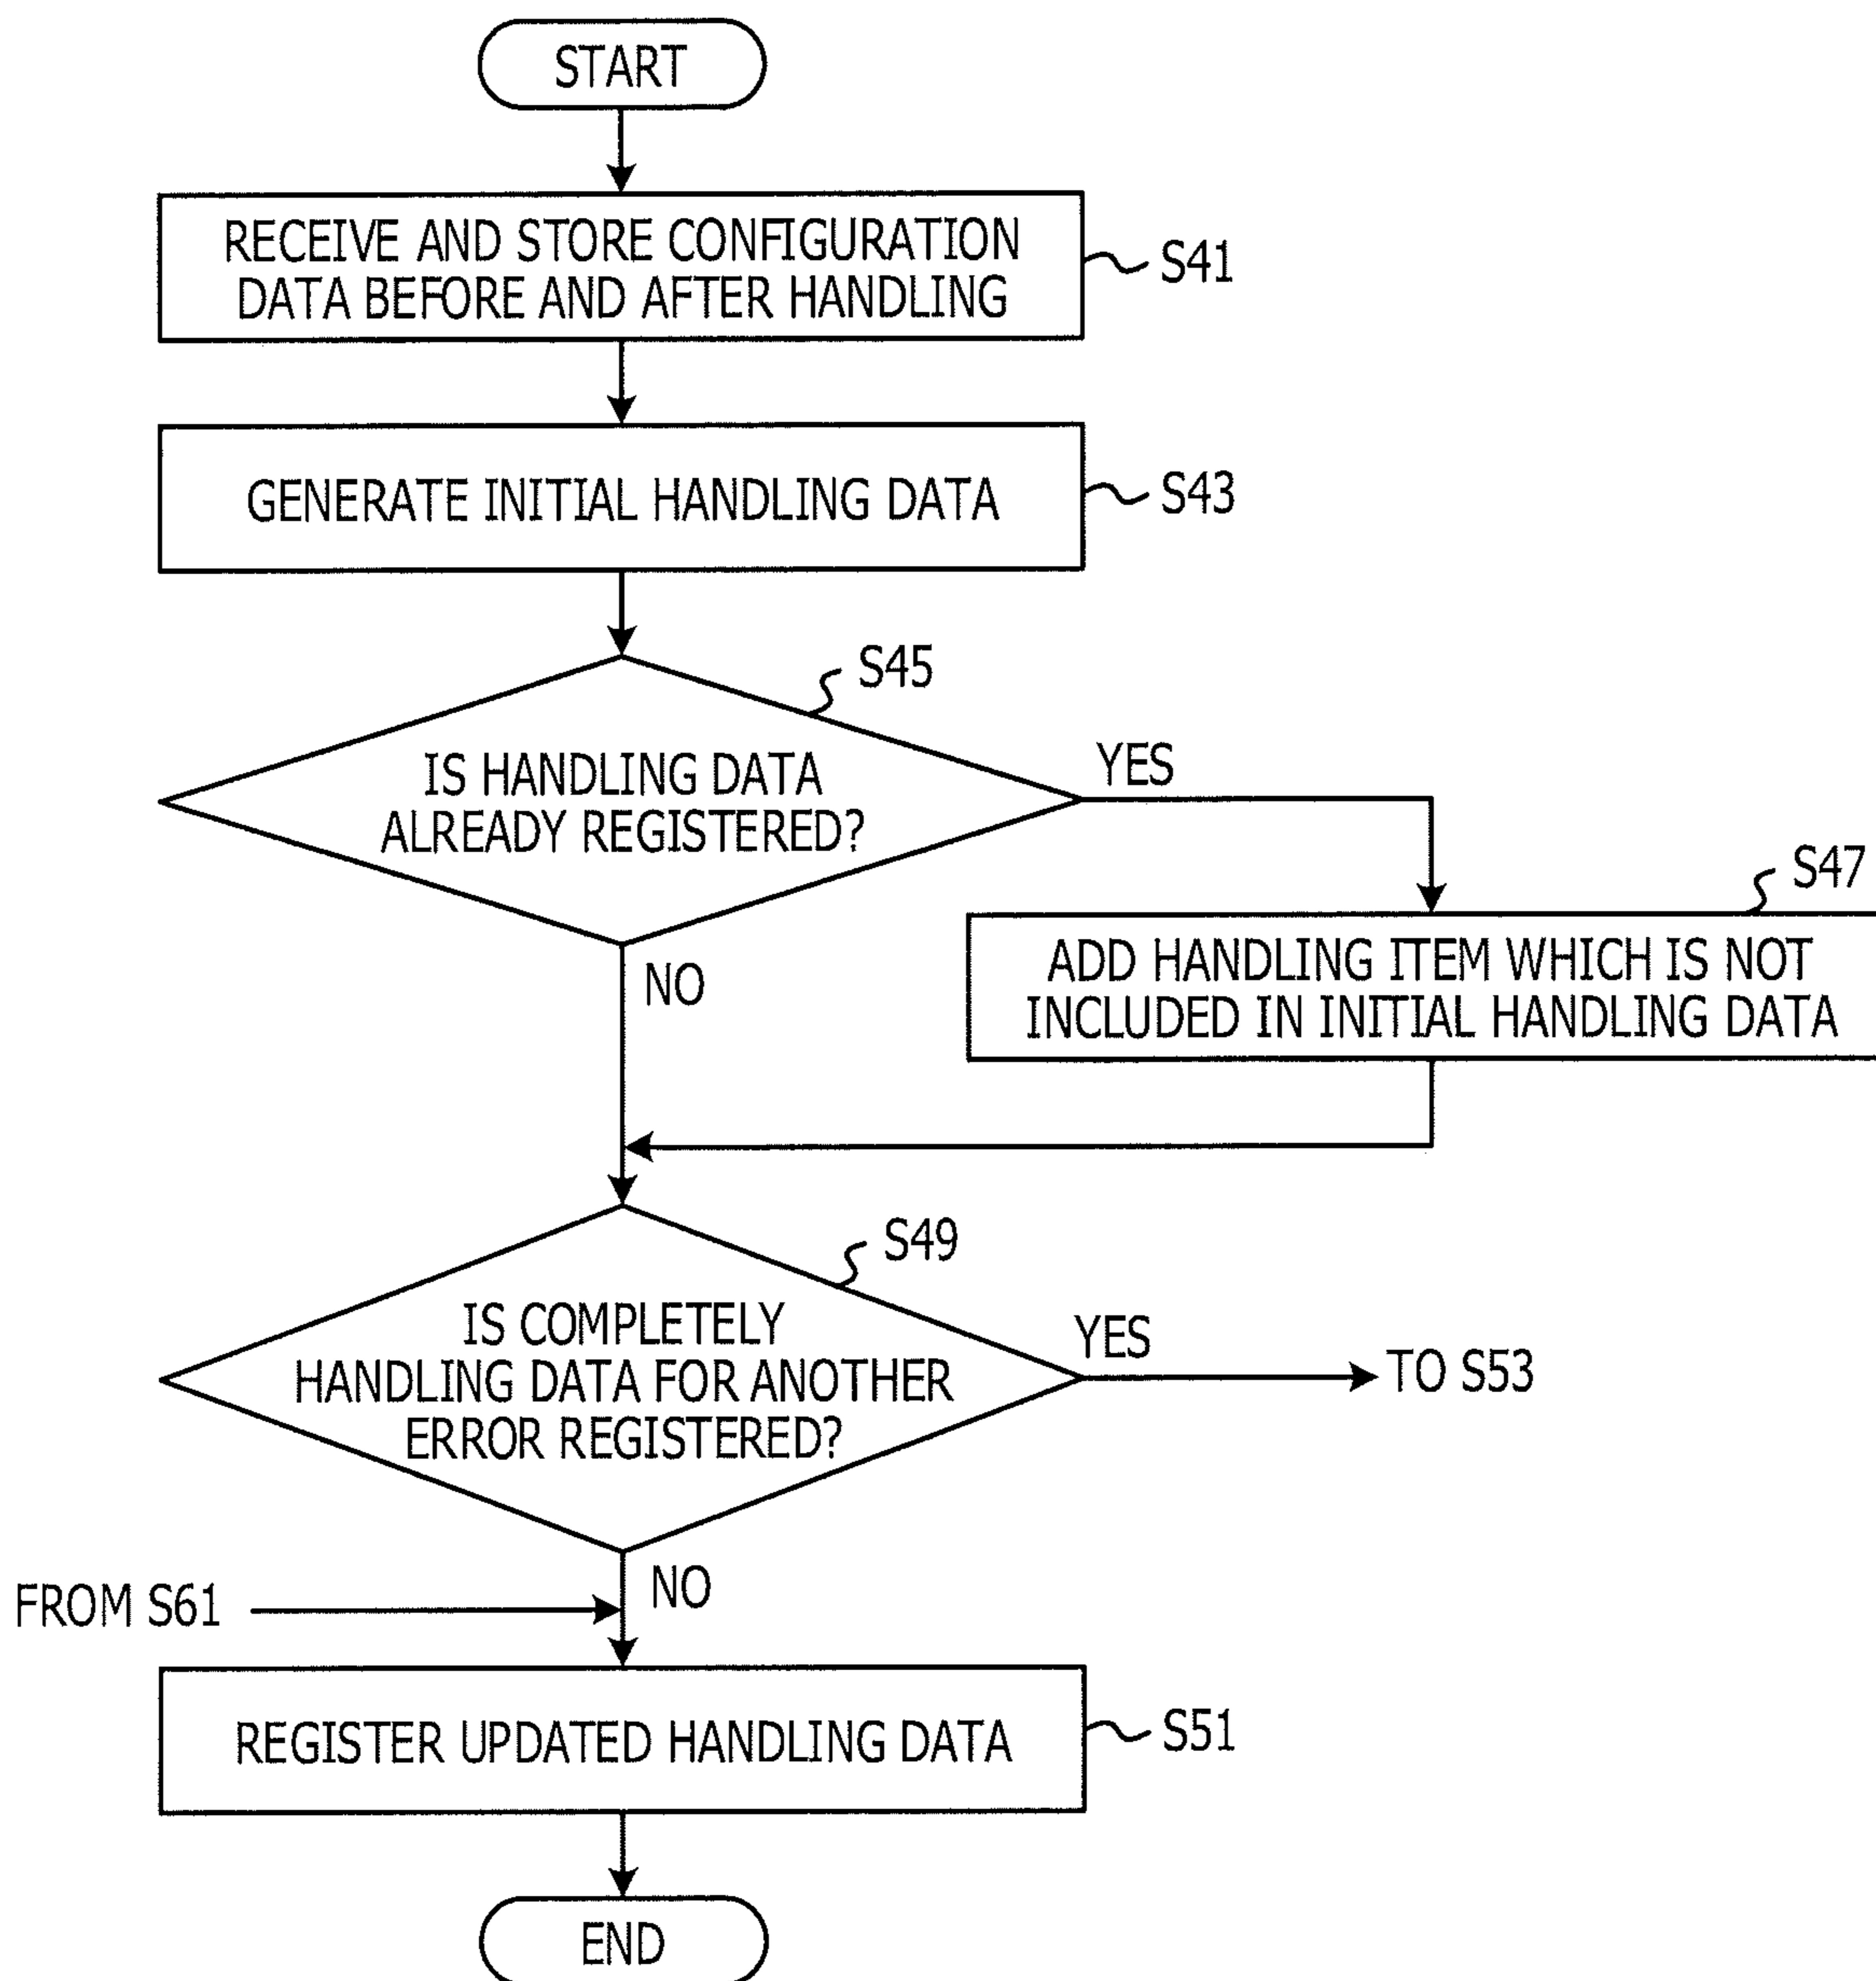 START
RECEIVE AND STORE CONFIGURATION
DATA BEFORE AND AFTER HANDLING
S41
GENERATE INITIAL HANDLING DATA
S43
S45
IS HANDLING DATA
ALREADY REGISTERED?
YES
NO
S47
ADD HANDLING ITEM WHICH IS NOT
INCLUDED IN INITIAL HANDLING DATA
S49
IS COMPLETELY
HANDLING DATA FOR ANOTHER
ERROR REGISTERED?
YES
TO S53
NO
FROM S61
REGISTER UPDATED HANDLING DATA
S51
END